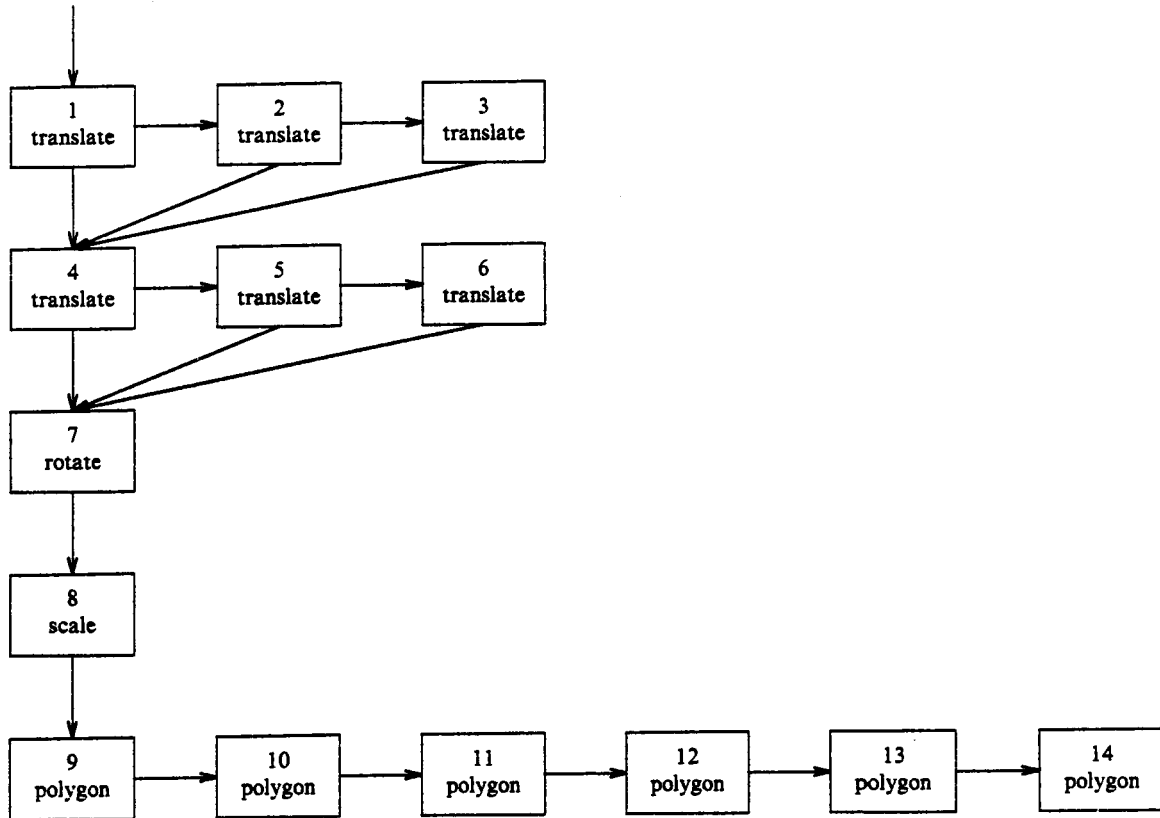 1
translate
2
translate
3
translate
4
translate
5
translate
6
translate
7
rotate
8
scale
9
polygon
10
polygon
11
polygon
12
polygon
13
polygon
14
polygon